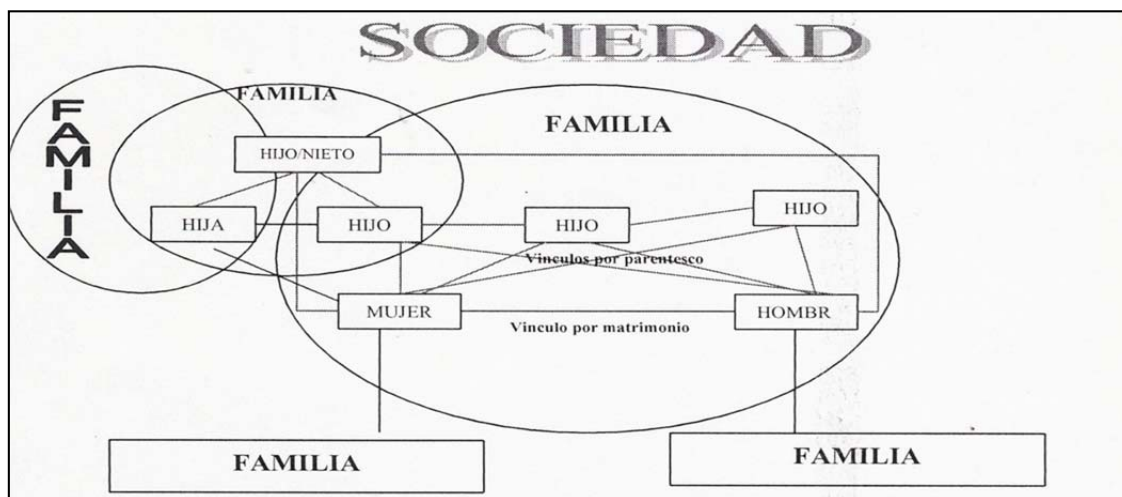 SOCIEDAD
FAMILIA
FAMILIA
FAMILIA
HIJO/NIETO
HIJA
HIJO
HIJO
HIJO
Vinculos por parentesco
MUJER
Vinculo por matrimonio
HOMBR
FAMILIA
FAMILIA